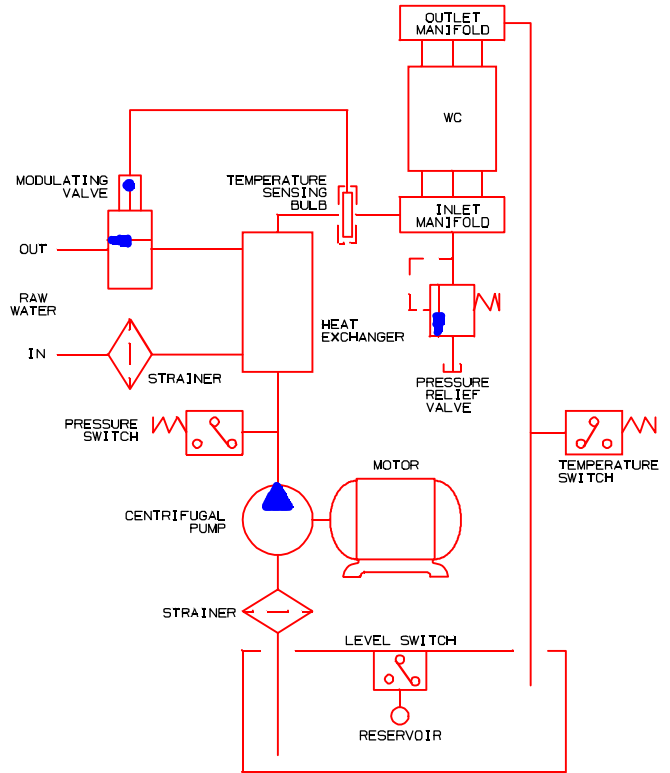 OUTLET
MANIFOLD
WC
MODULATING
VALVE
TEMPERATURE
SENSING
BULB
INLET
MANIFOLD
OUT
RAW
WATER
HEAT
EXCHANGER
IN
STRAINER
PRESSURE
RELIEF
VALVE
PRESSURE
SWITCH
TEMPERATURE
SWITCH
MOTOR
CENTRIFUGAL
PUMP
STRAINER
LEVEL SWITCH
RESERVOIR